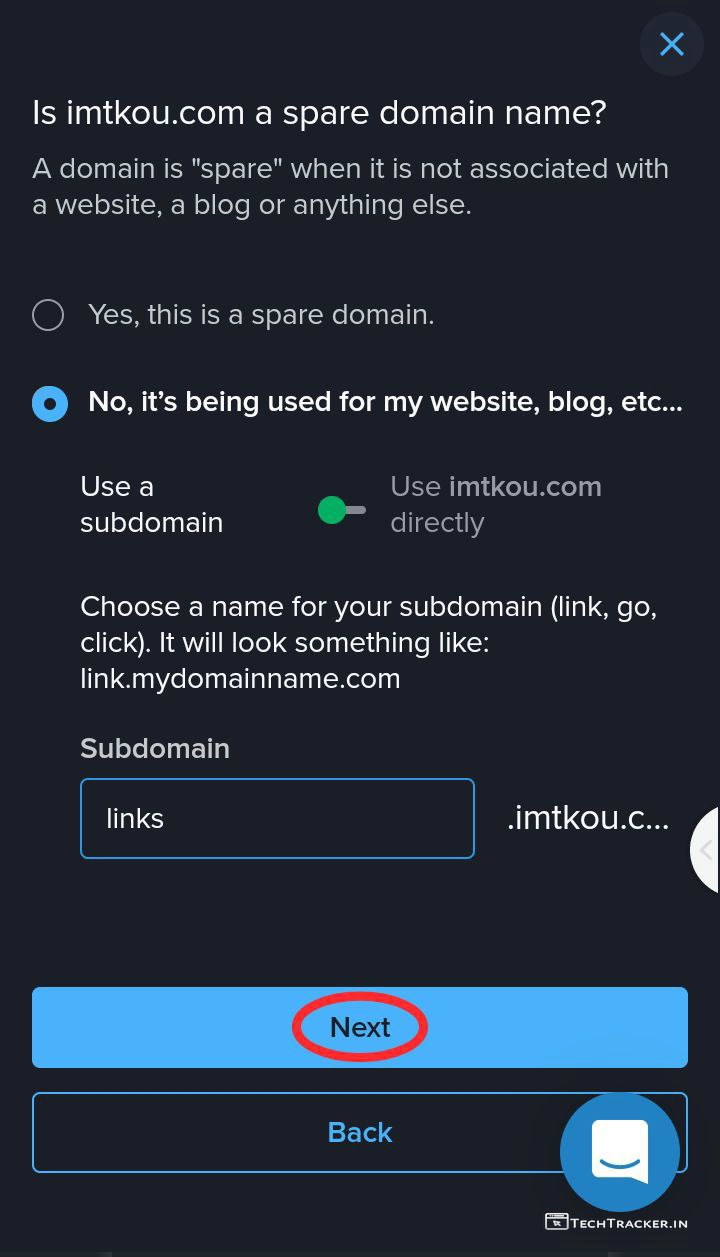 Is imtkou.com a spare domain name?
A domain is "spare" when it is not associated with
a website, a blog or anything else.
Yes, this is a spare domain.
No, it’s being used for my website, blog, etc...
Use a
subdomain
Use imtkou.com
directly
Choose a name for your subdomain (link, go,
click). It will look something like:
link.mydomainname.com
Subdomain
links
.imtkou.c...
Next
Back
TECHTRACKER.IN